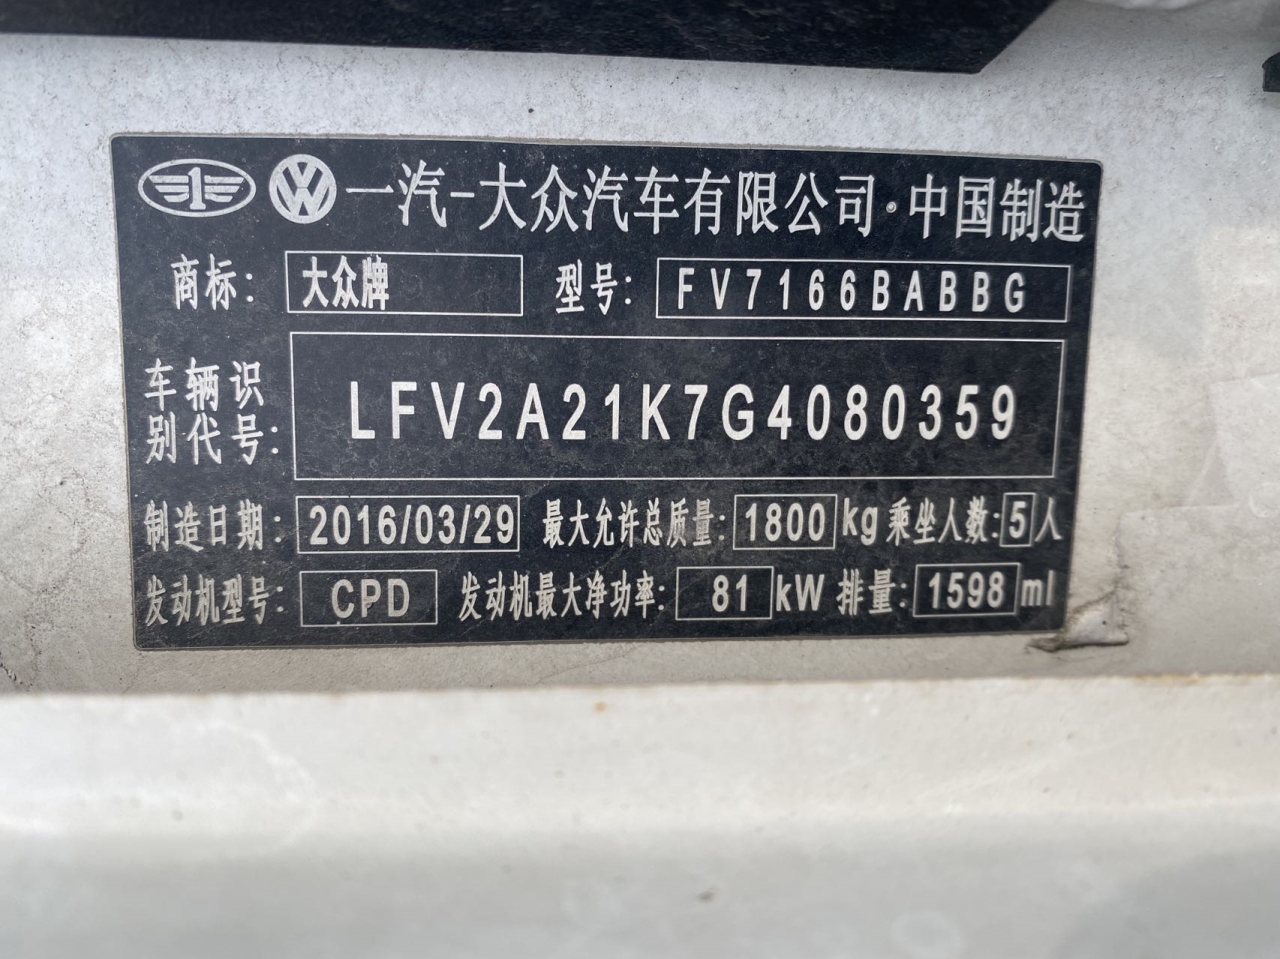 一汽-大众汽车有限公司·中国制造
商标: 大众牌 型号: FV7166BABBG
车辆识别代号: LFV2A21K7G4080359
制造日期: 2016/03/29 最大允许总质量: 1800 kg 乘坐人数: 5 人
发动机型号: CPD 发动机最大净功率: 81 kW 排量: 1598 ml